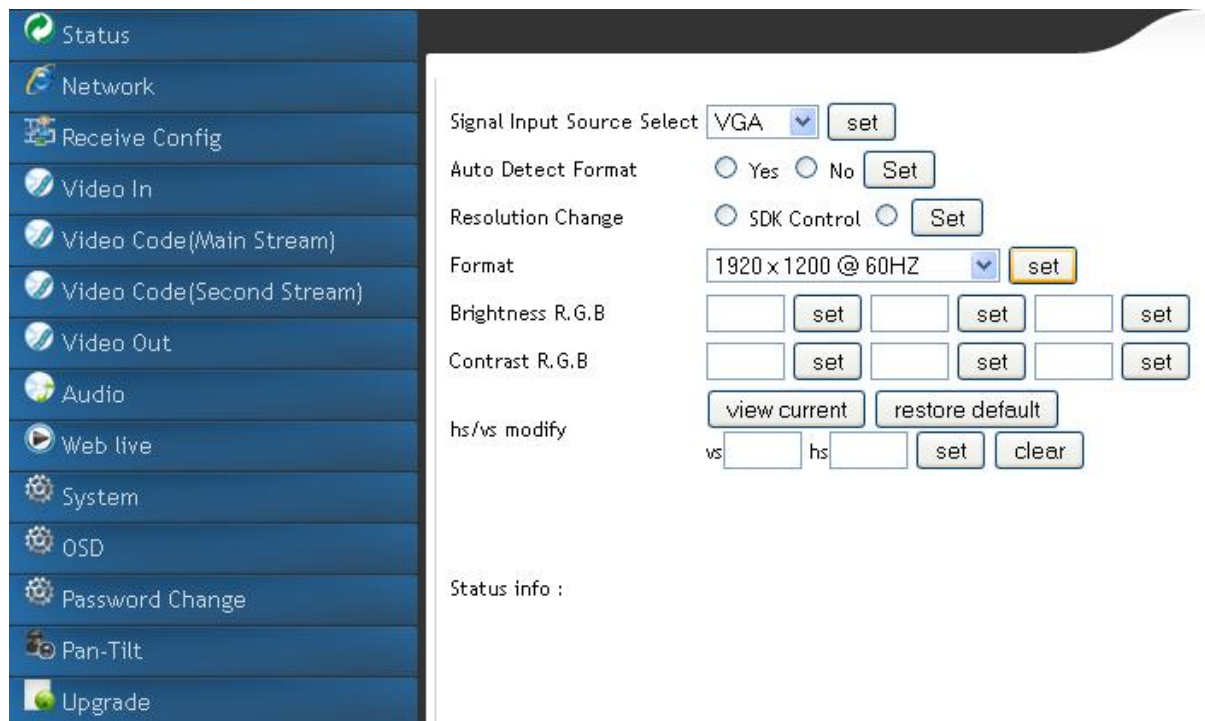 Status
Network
Receive Config
Video In
Video Code(Main Stream)
Video Code(Second Stream)
Video Out
Audio
Web live
System
OSD
Password Change
Pan-Tilt
Upgrade
Signal Input Source Select VGA set
Auto Detect Format Yes No Set
Resolution Change SDK Control Set
Format 1920 x 1200 @ 60HZ set
Brightness R.G.B set set set
Contrast R.G.B set set set
view current restore default
hs/vs modify
vs hs set clear
Status info :